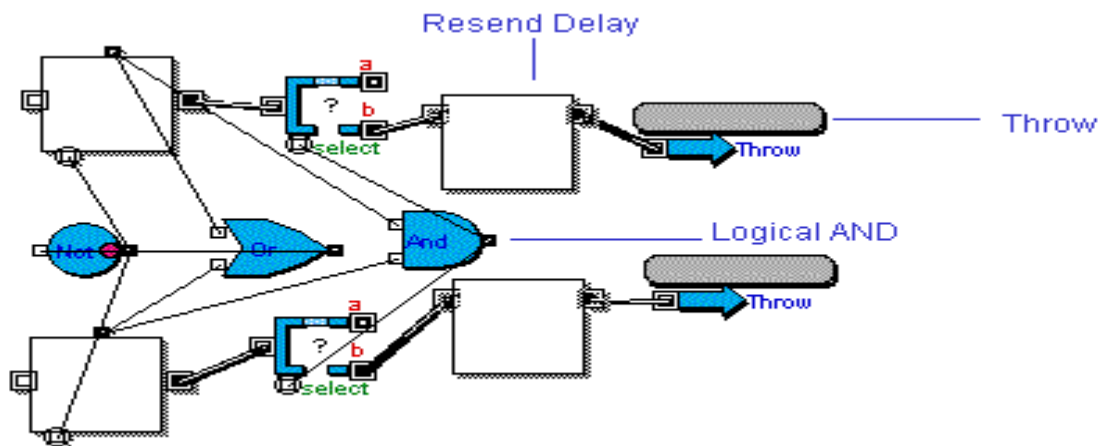 Resend Delay
a
?
b
select
Throw
Throw
Not
Or
And
Logical AND
a
?
b
select
Throw